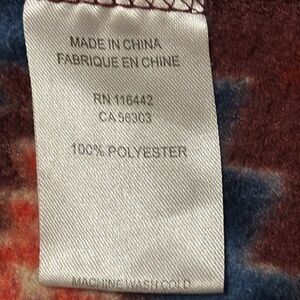 MADE IN CHINA
FABRIQUE EN CHINE
RN 116442
CA 56303
100% POLYESTER
MACHINE WASH COLD